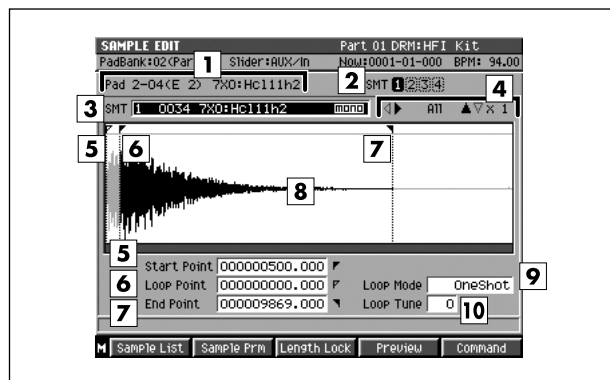 SAMPLE EDIT Part 01 DRM:HFI Kit
PadBank:02<Par Slider:AUX/In Now:0001-01-000 BPM: 94.00
1
Pad 2-04(E 2) 7X0:Hc111h2 2 SMT 1 2 3 4
4
3 SMT 1 0034 7X0:Hc111h2 mono All x 1
5 6 7
8
5 Start Point 000000500.000
9
6 Loop Point 000000000.000 Loop Mode OneShot
7 End Point 000009869.000 Loop Tune 0 10
M Sample List Sample Prm Length Lock Preview Command